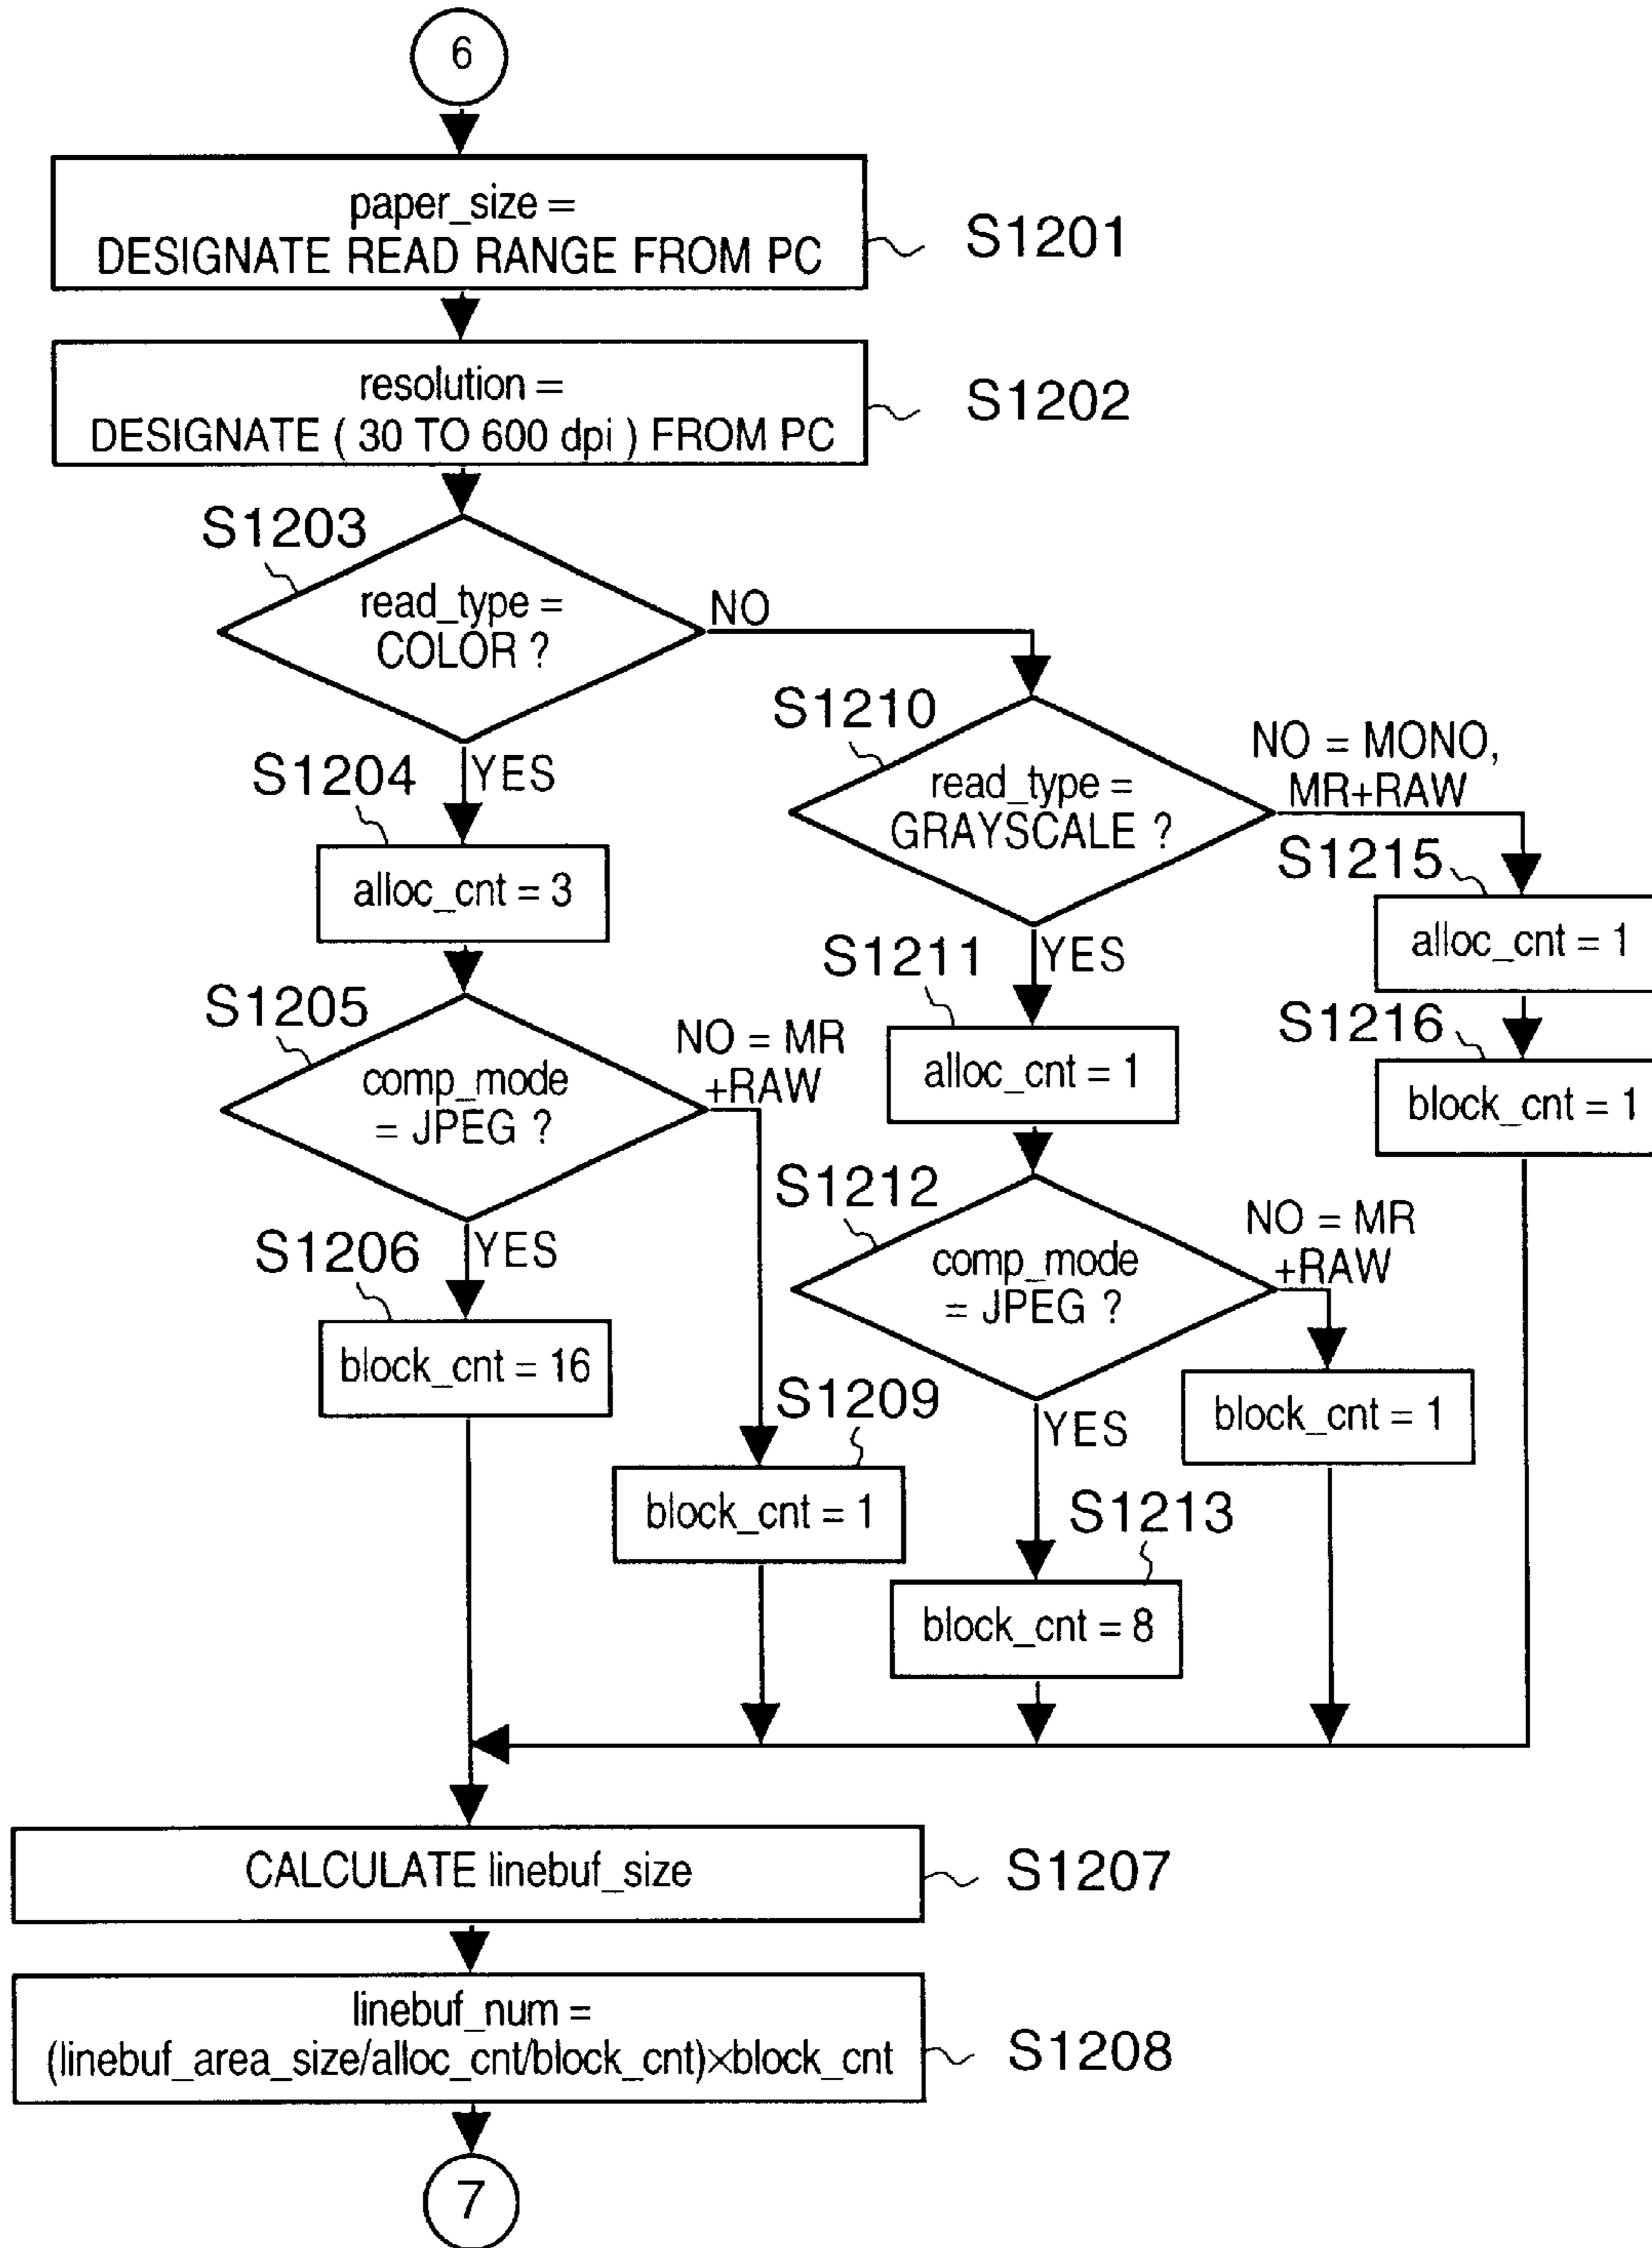 6
paper_size =
DESIGNATE READ RANGE FROM PC
S1201
resolution =
DESIGNATE ( 30 TO 600 dpi ) FROM PC
S1202
S1203
read_type =
COLOR ?
NO
YES
S1204
alloc_cnt = 3
S1205
comp_mode
= JPEG ?
NO = MR
+RAW
YES
S1206
block_cnt = 16
S1209
block_cnt = 1
S1210
read_type =
GRAYSCALE ?
NO = MONO,
MR+RAW
YES
S1211
alloc_cnt = 1
S1212
comp_mode
= JPEG ?
NO = MR
+RAW
block_cnt = 1
YES
S1213
block_cnt = 8
S1215
alloc_cnt = 1
S1216
block_cnt = 1
CALCULATE linebuf_size
S1207
linebuf_num =
(linebuf_area_size/alloc_cnt/block_cnt)×block_cnt
S1208
7